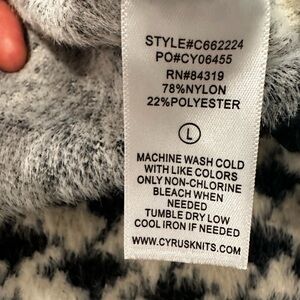 STYLE#C662224
PO#CY06455
RN#84319
78%NYLON
22%POLYESTER
L
MACHINE WASH COLD
WITH LIKE COLORS
ONLY NON-CHLORINE
BLEACH WHEN
NEEDED
TUMBLE DRY LOW
COOL IRON IF NEEDED
WWW.CYRUSKNITS.COM